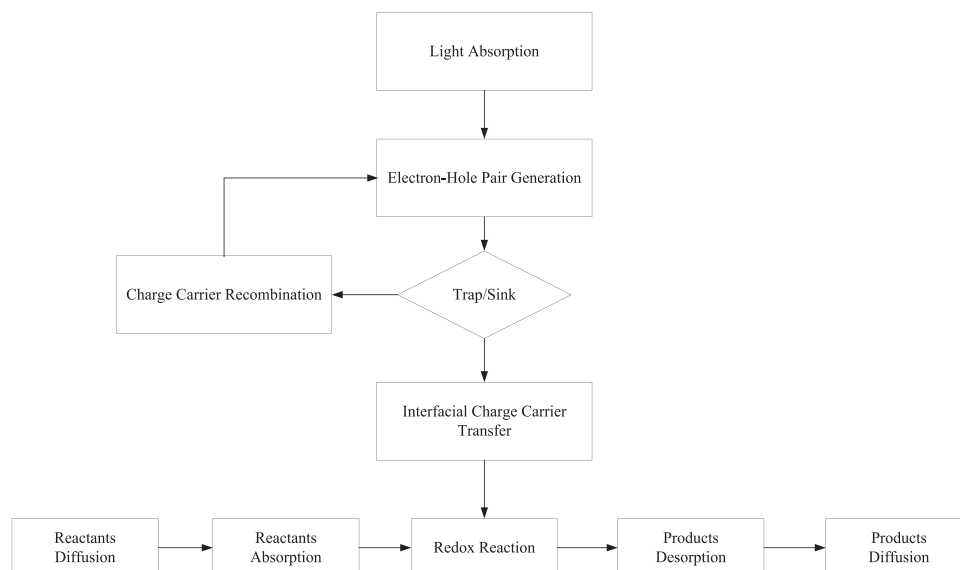 Light Absorption
Electron-Hole Pair Generation
Charge Carrier Recombination
Trap/Sink
Interfacial Charge Carrier
Transfer
Reactants
Diffusion
Reactants
Absorption
Redox Reaction
Products
Desorption
Products
Diffusion